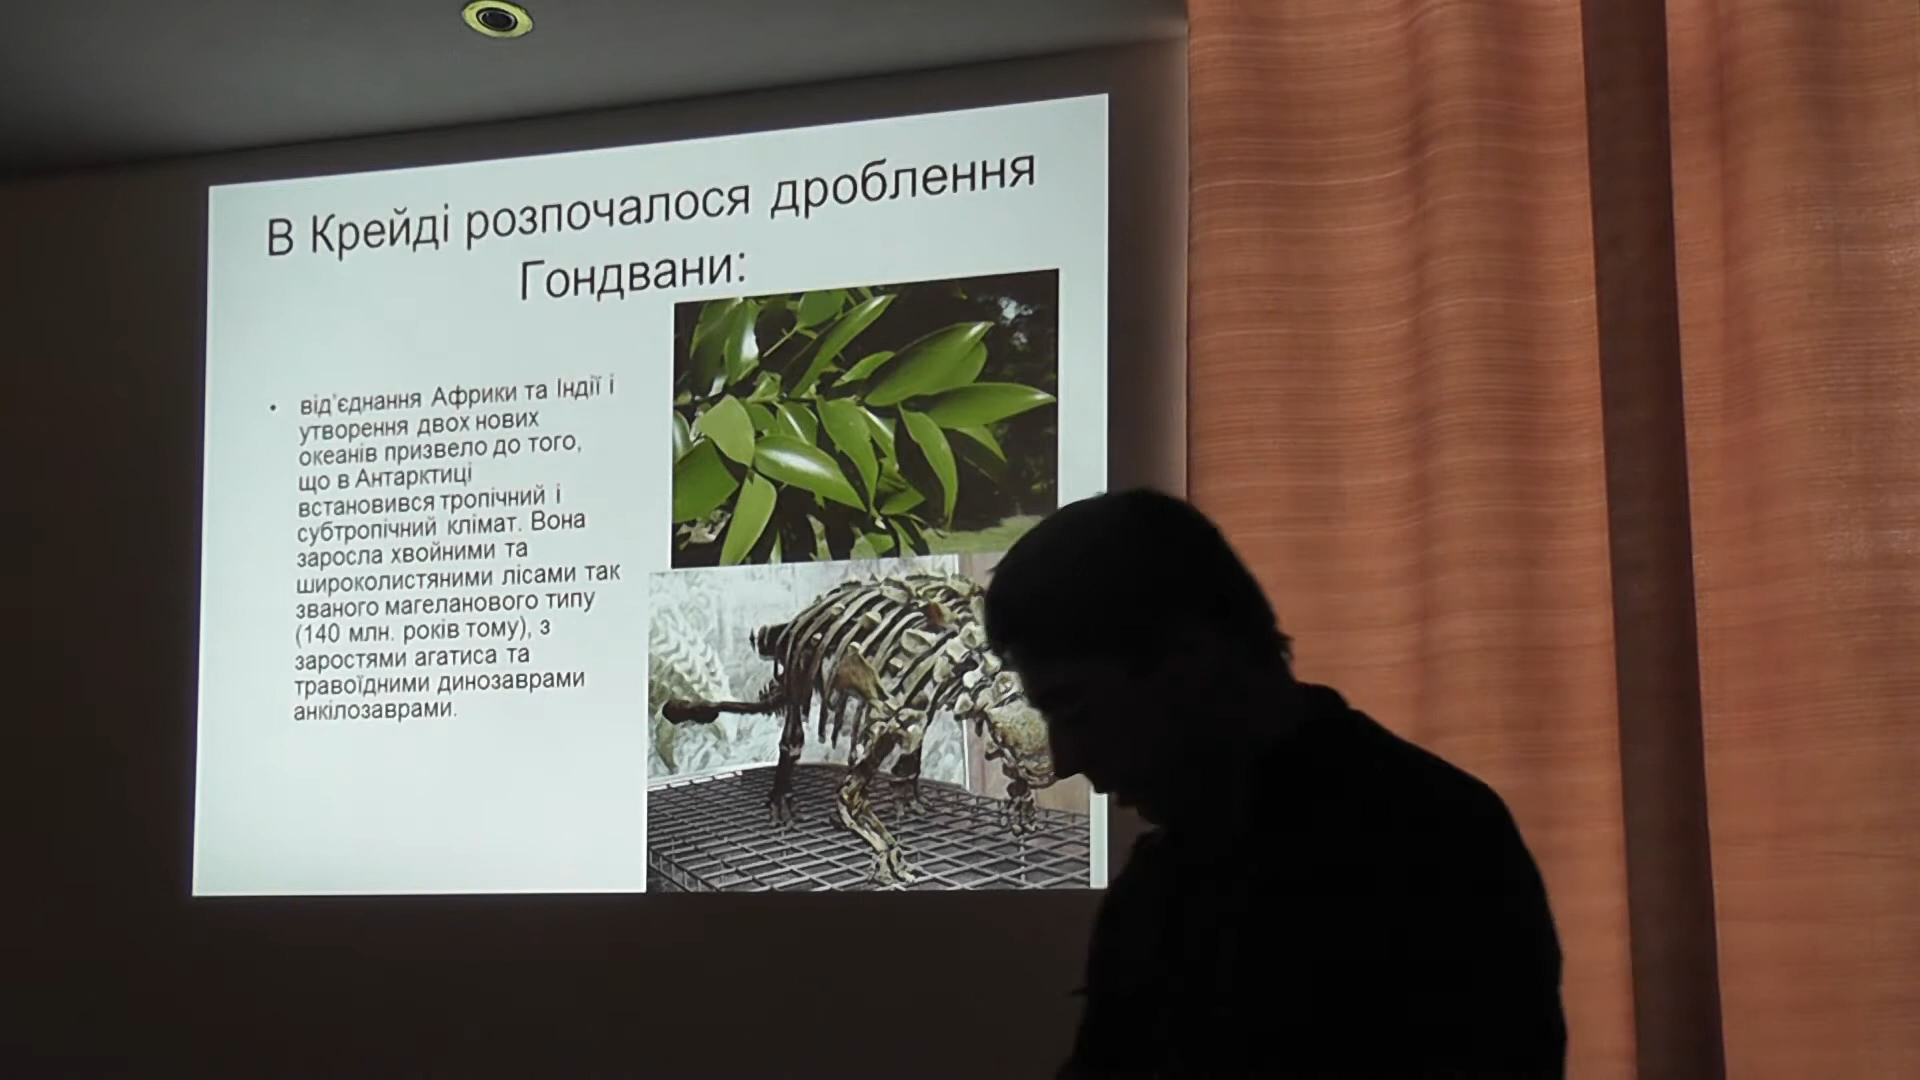 В Крейді розпочалося дроблення
Гондвани:
• від'єднання Африки та Індії і
утворення двох нових
океанів призвело до того,
що в Антарктиці
встановився тропічний і
субтропічний клімат. Вона
заросла хвойними та
широколистяними лісами так
званого магеланового типу
(140 млн. років тому), з
заростями агатиса та
травоїдними динозаврами
анкілозаврами.